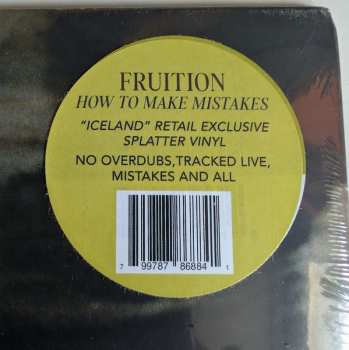 FRUITION
HOW TO MAKE MISTAKES
"ICELAND" RETAIL EXCLUSIVE
SPLATTER VINYL
NO OVERDUBS,TRACKED LIVE,
MISTAKES AND ALL
7 99787 86884 1